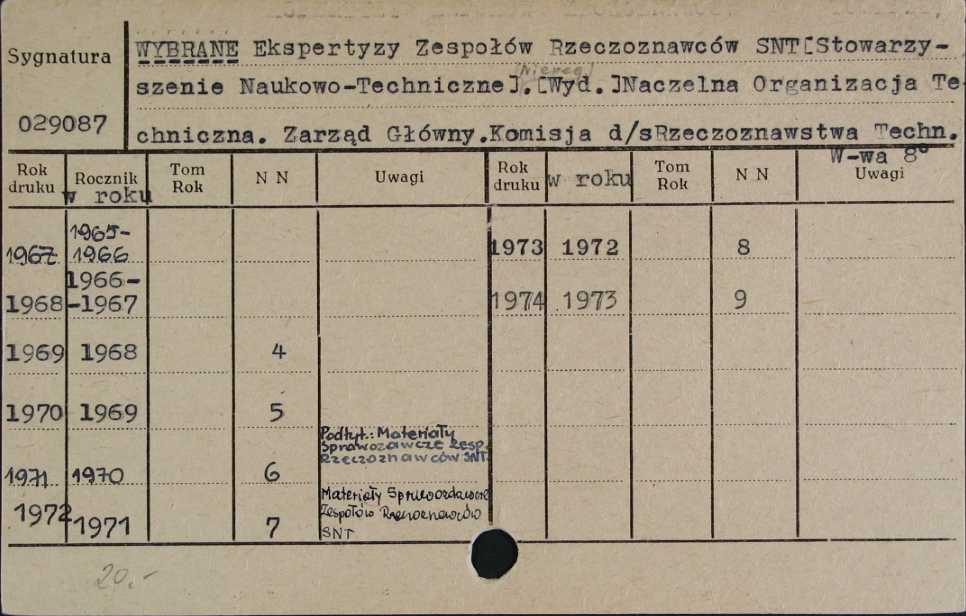 Sygnatura
029087
WYBRANE Ekspertyzy Zespołów Rzeczoznawców SNT[Stowarzy-
[Niereg]
szenie Naukowo-Techniczne].[Wyd.]Naczelna Organizacja Te-
chniczna. Zarząd Główny.Komisja d/sRzeczoznawstwa Techn.
W-wa 8°
Rok druku Rocznik w roku Tom Rok N N Uwagi Rok druku w roku Tom Rok N N Uwagi
1967 1965-1966 1973 1972 8
1968 1966-
-1967 1974 1973 9
1969 1968 4
1970 1969 5
1971 1970 6 Podtyt.: Materiały
Sprawozawcze Zesp.
Rzeczoznawców SNT.
1972 1971 7 Materiały Sprawozdawcze
Zespołów Rzeczoznawców
SNT
20.-